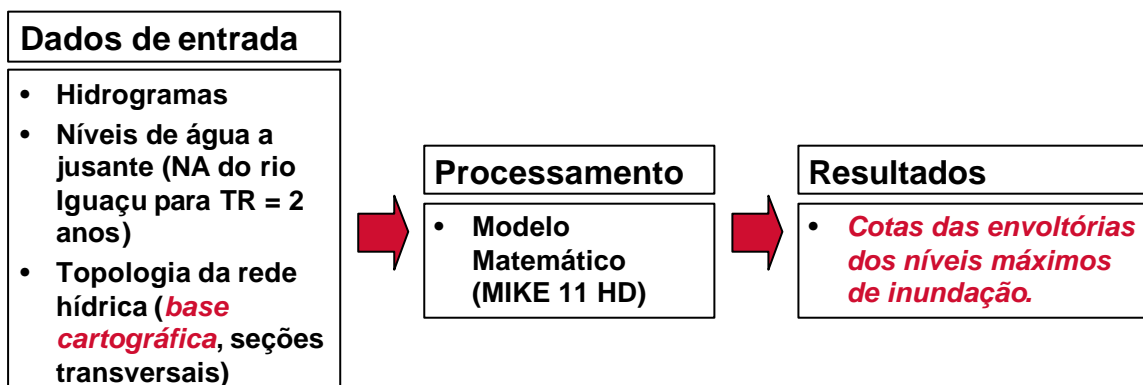 Dados de entrada
• Hidrogramas
• Níveis de água a
jusante (NA do rio
Iguaçu para TR = 2
anos)
• Topologia da rede
hídrica (base
cartográfica, seções
transversais)
Processamento
• Modelo
Matemático
(MIKE 11 HD)
Resultados
• Cotas das envoltórias
dos níveis máximos
de inundação.